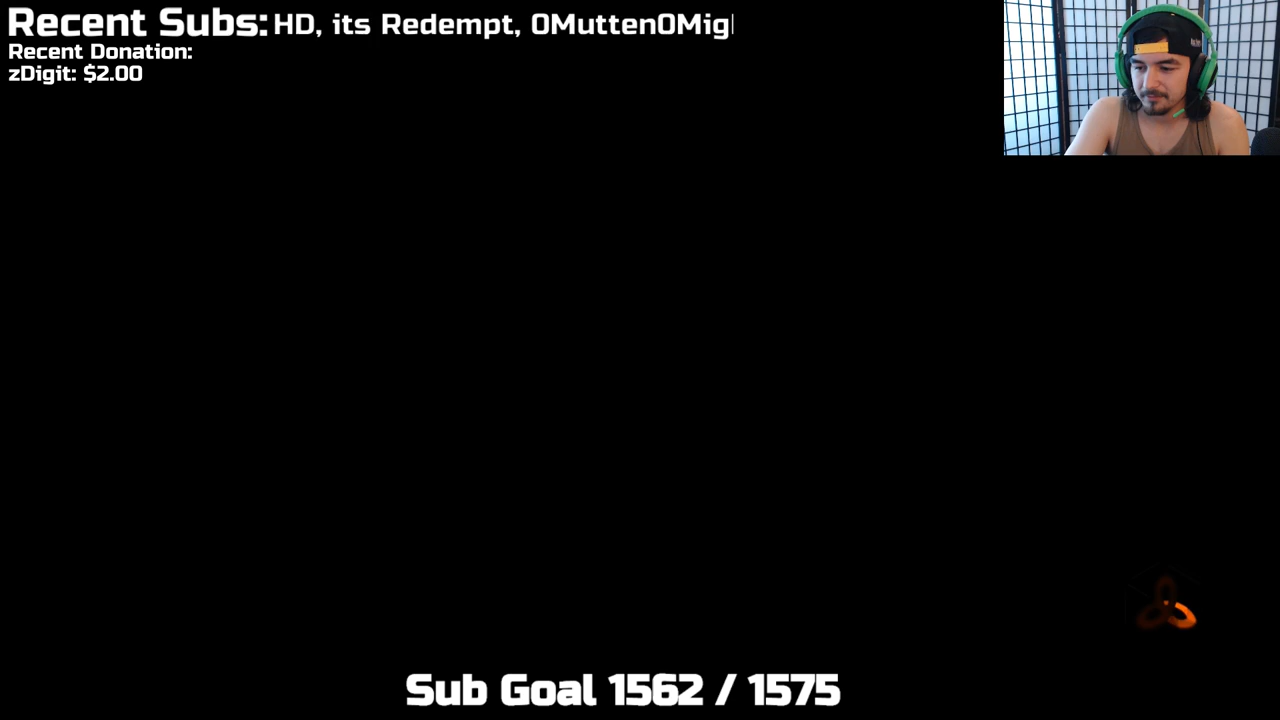 Recent Subs: HD, its Redempt, 0Mutten0Mig
Recent Donation:
zDigit: $2.00
Sub Goal 1562 / 1575